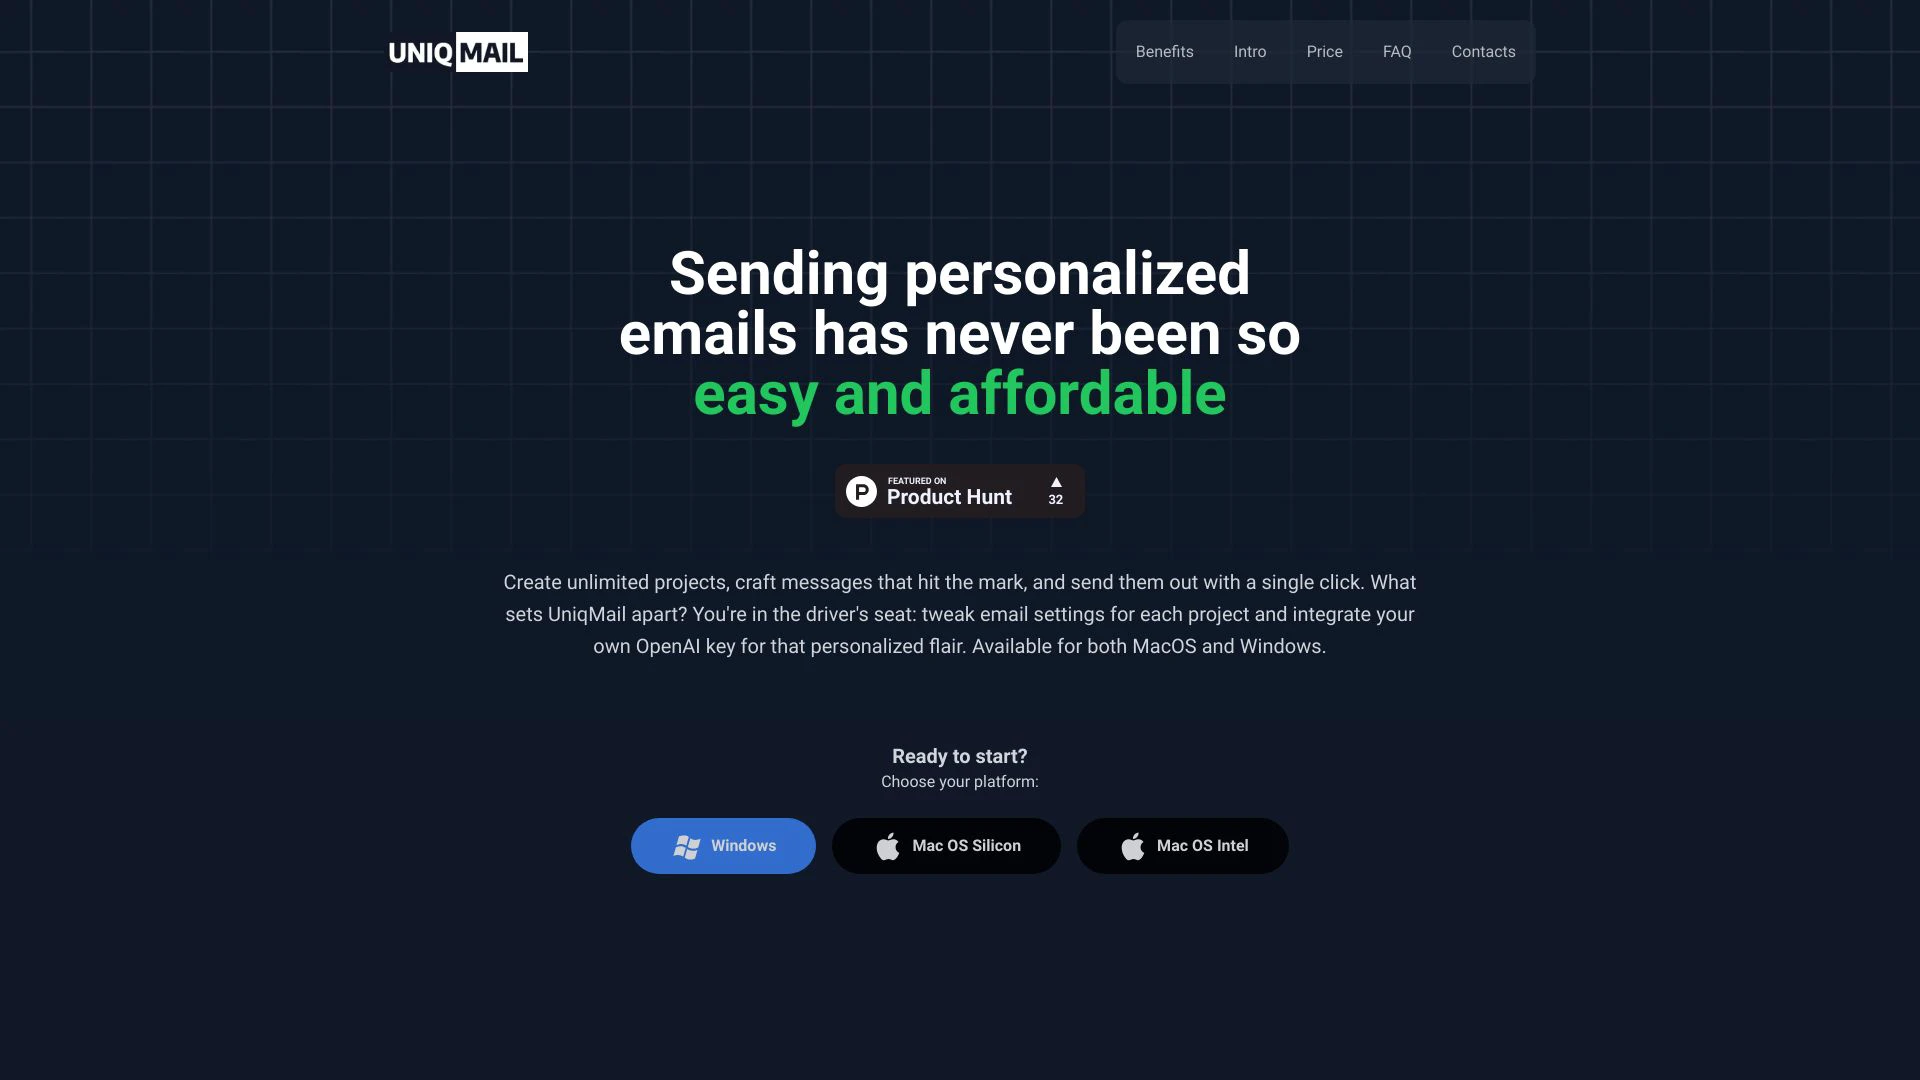 UNIQMAIL
Benefits
Intro
Price
FAQ
Contacts
Sending personalized
emails has never been so
easy and affordable
P
FEATURED ON
Product Hunt
32
Create unlimited projects, craft messages that hit the mark, and send them out with a single click. What
sets UniqMail apart? You're in the driver's seat: tweak email settings for each project and integrate your
own OpenAI key for that personalized flair. Available for both MacOS and Windows.
Ready to start?
Choose your platform:
Windows
Mac OS Silicon
Mac OS Intel